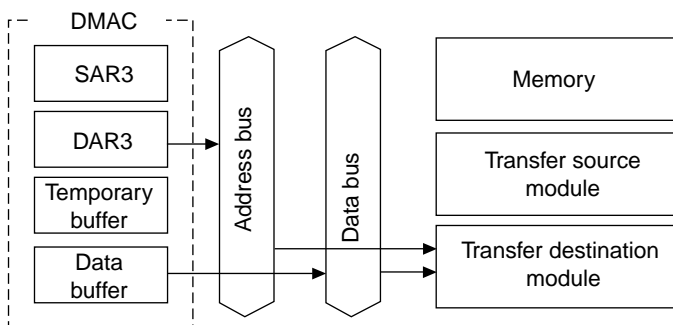 DMAC
SAR3
DAR3
Temporary
buffer
Data
buffer
Address bus
Data bus
Memory
Transfer source
module
Transfer destination
module